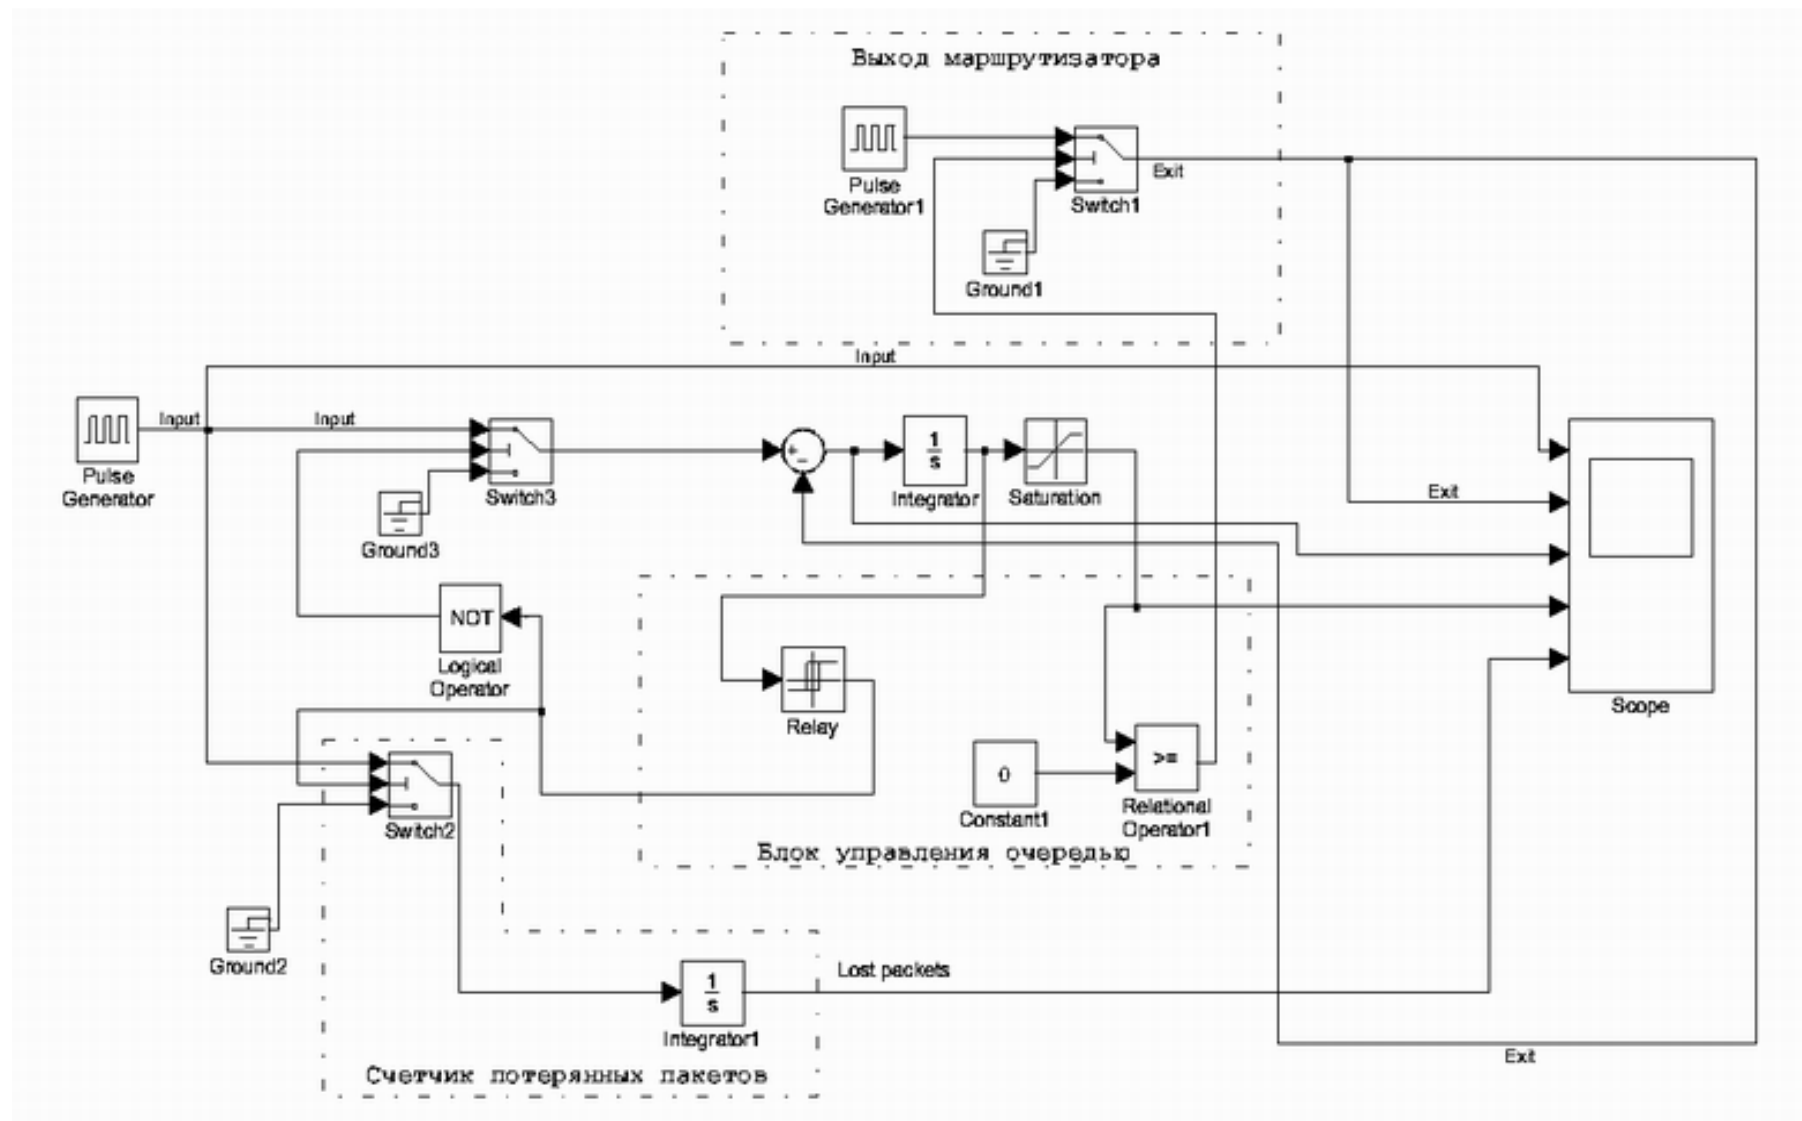 Выход маршрутизатора
Pulse
Generator1
Exit
Switch1
Ground1
Input
Input
Input
Pulse
Generator
Switch3
Ground3
+
-
1
s
Integrator
Saturation
Exit
NOT
Logical
Operator
Relay
Scope
0
Constant1
>=
Relational
Operator1
Switch2
Блок управления очередью
Ground2
Lost packets
1
s
Integrator1
Exit
Счетчик потерянных пакетов